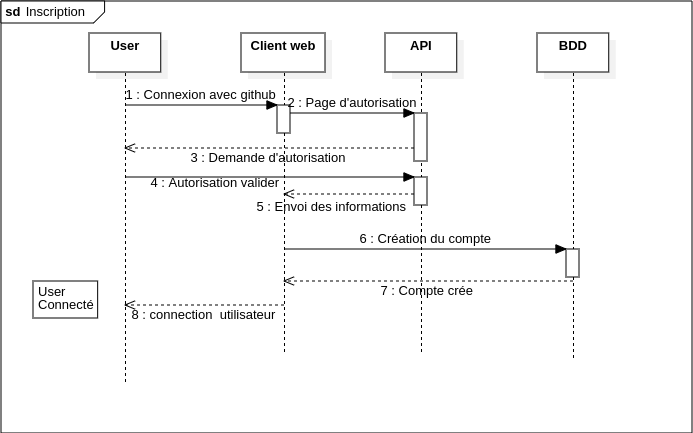 sd Inscription
User
Client web
API
BDD
1 : Connexion avec github
2 : Page d'autorisation
3 : Demande d'autorisation
4 : Autorisation valider
5 : Envoi des informations
6 : Création du compte
7 : Compte crée
User
Connecté
8 : connection utilisateur